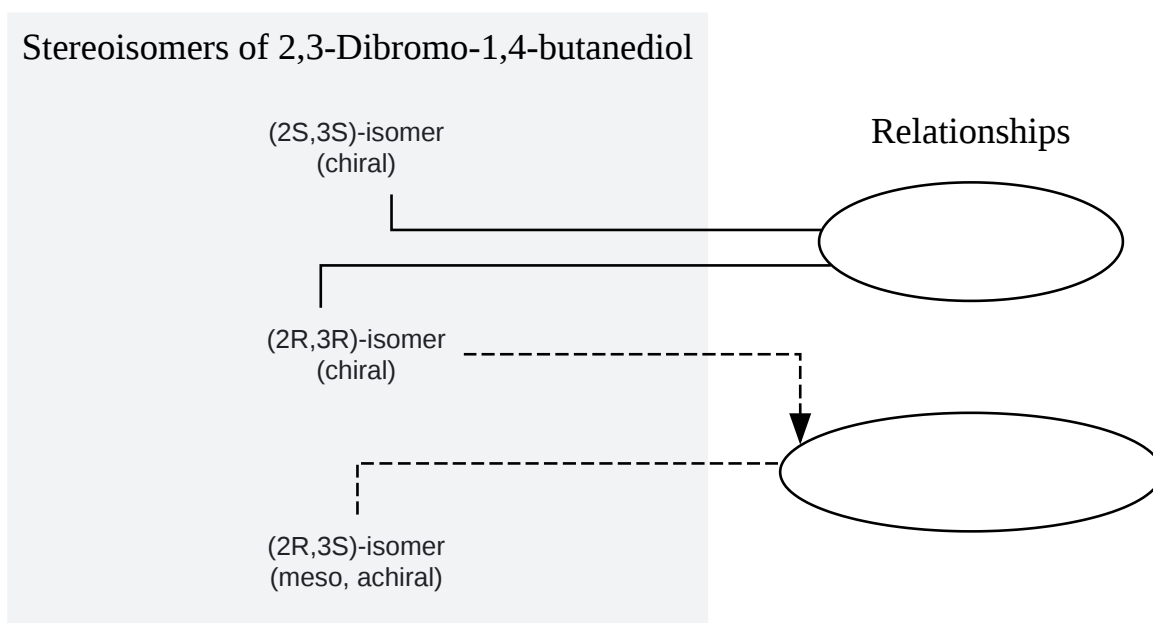 Stereoisomers of 2,3-Dibromo-1,4-butanediol
(2S,3S)-isomer
(chiral)
Relationships
(2R,3R)-isomer
(chiral)
(2R,3S)-isomer
(meso, achiral)